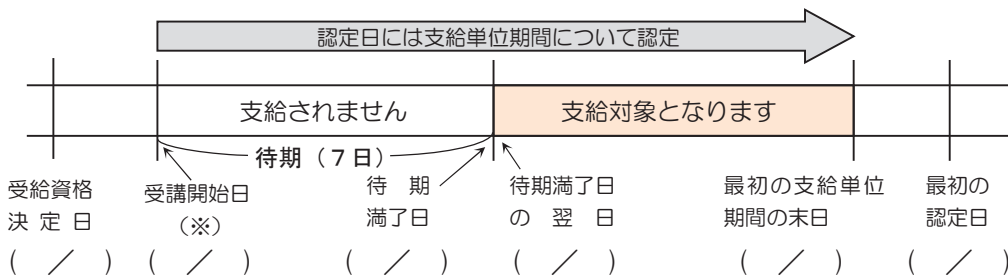 認定日には支給単位期間について認定
支給されません
支給対象となります
待期（７日）
受給資格
決定日
受講開始日
（※）
待期
満了日
待期満了日
の翌日
最初の支給単位
期間の末日
最初の
認定日
（　／　）（　／　）（　／　）（　／　）（　／　）（　／　）